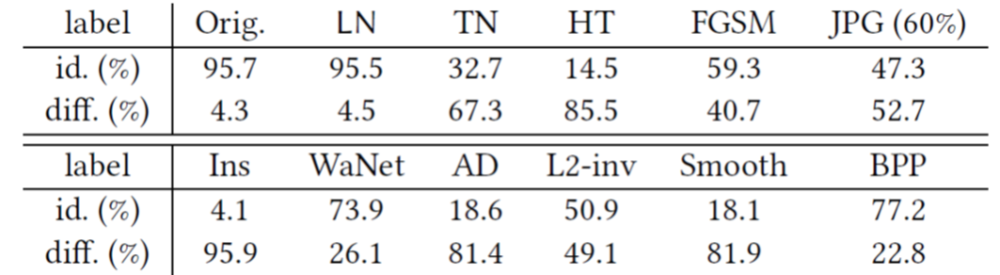 label Orig. LN TN HT FGSM JPG (60%)
id. (%) 95.7 95.5 32.7 14.5 59.3 47.3
diff. (%) 4.3 4.5 67.3 85.5 40.7 52.7
label Ins WaNet AD L2-inv Smooth BPP
id. (%) 4.1 73.9 18.6 50.9 18.1 77.2
diff. (%) 95.9 26.1 81.4 49.1 81.9 22.8